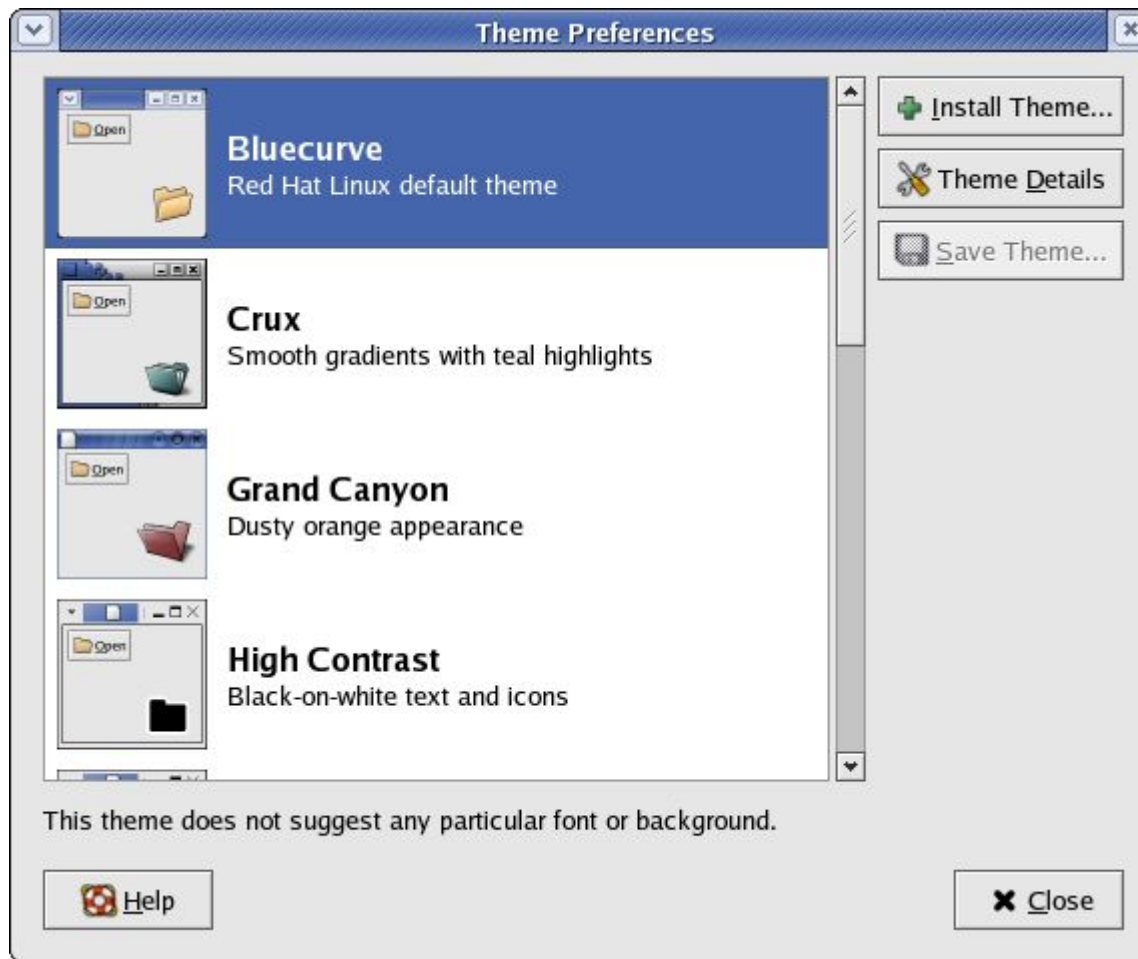 Theme Preferences
Open
Bluecurve
Red Hat Linux default theme
Install Theme...
Theme Details
Save Theme...
Open
Crux
Smooth gradients with teal highlights
Open
Grand Canyon
Dusty orange appearance
Open
High Contrast
Black-on-white text and icons
This theme does not suggest any particular font or background.
Help
Close